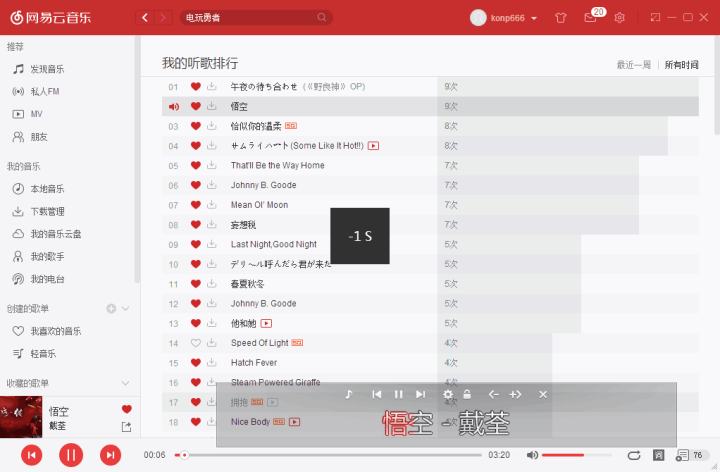 网易云音乐
电玩勇者
konp666
20
推荐
发现音乐
私人FM
MV
朋友
我的音乐
本地音乐
下载管理
我的音乐云盘
我的歌手
我的电台
创建的歌单
我喜欢的音乐
轻音乐
收藏的歌单
我的听歌排行
最近一周 | 所有时间
01 午夜の待ち合わせ (《野良神》 OP) 9次
悟空 9次
03 恰似你的温柔 SQ 8次
04 サムライハート(Some Like It Hot!!) 8次
05 That'll Be the Way Home 7次
06 Johnny B. Goode 7次
07 Mean Ol' Moon 7次
08 妄想税 7次
09 Last Night,Good Night 5次
10 デリール呼んだら君が来た 5次
11 春夏秋冬 5次
12 Johnny B. Goode 5次
13 他和她 5次
14 Speed Of Light SQ 4次
15 Hatch Fever 4次
16 Steam Powered Giraffe 4次
17 拥抱 SQ 4次
18 Nice Body SQ 4次
-1 S
悟空 - 戴荃
悟空
戴荃
00:06
03:20
词
76